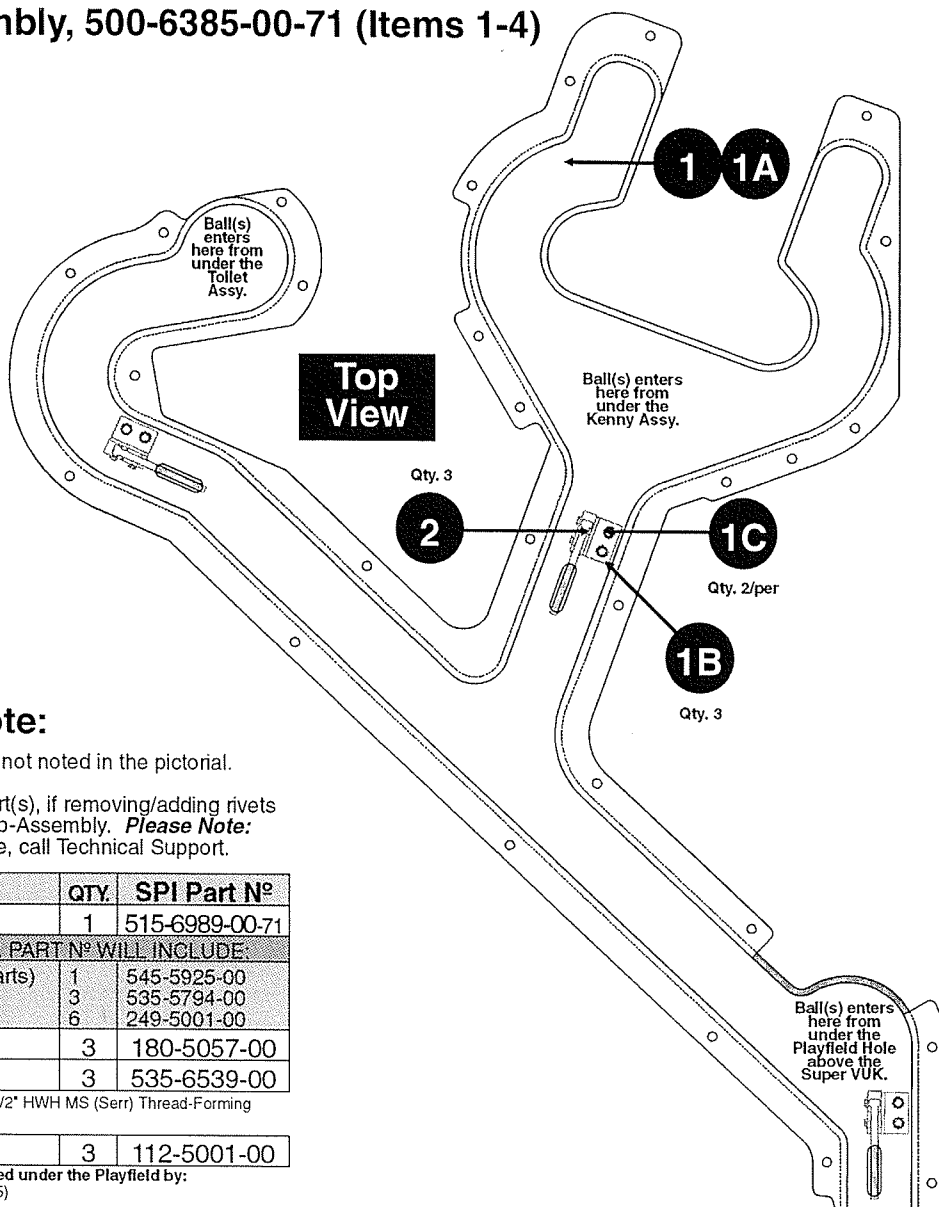 mbly, 500-6385-00-71 (Items 1-4)
1 1A
Ball(s)
enters
here from
under the
Toilet
Assy.
Top
View
Ball(s) enters
here from
under the
Kenny Assy.
Qty. 3
2
1C
Qty. 2/per
1B
Qty. 3
ote:
not noted in the pictorial.
rt(s), if removing/adding rivets
b-Assembly. Please Note:
e, call Technical Support.
QTY. SPI Part Nº
1 515-6989-00-71
PART Nº WILL INCLUDE:
arts) 1 545-5925-00
3 535-5794-00
6 249-5001-00
3 180-5057-00
3 535-6539-00
/2" HWH MS (Serr) Thread-Forming
3 112-5001-00
ed under the Playfield by:
5)
Ball(s) enters
here from
under the
Playfield Hole
above the
Super VUK.